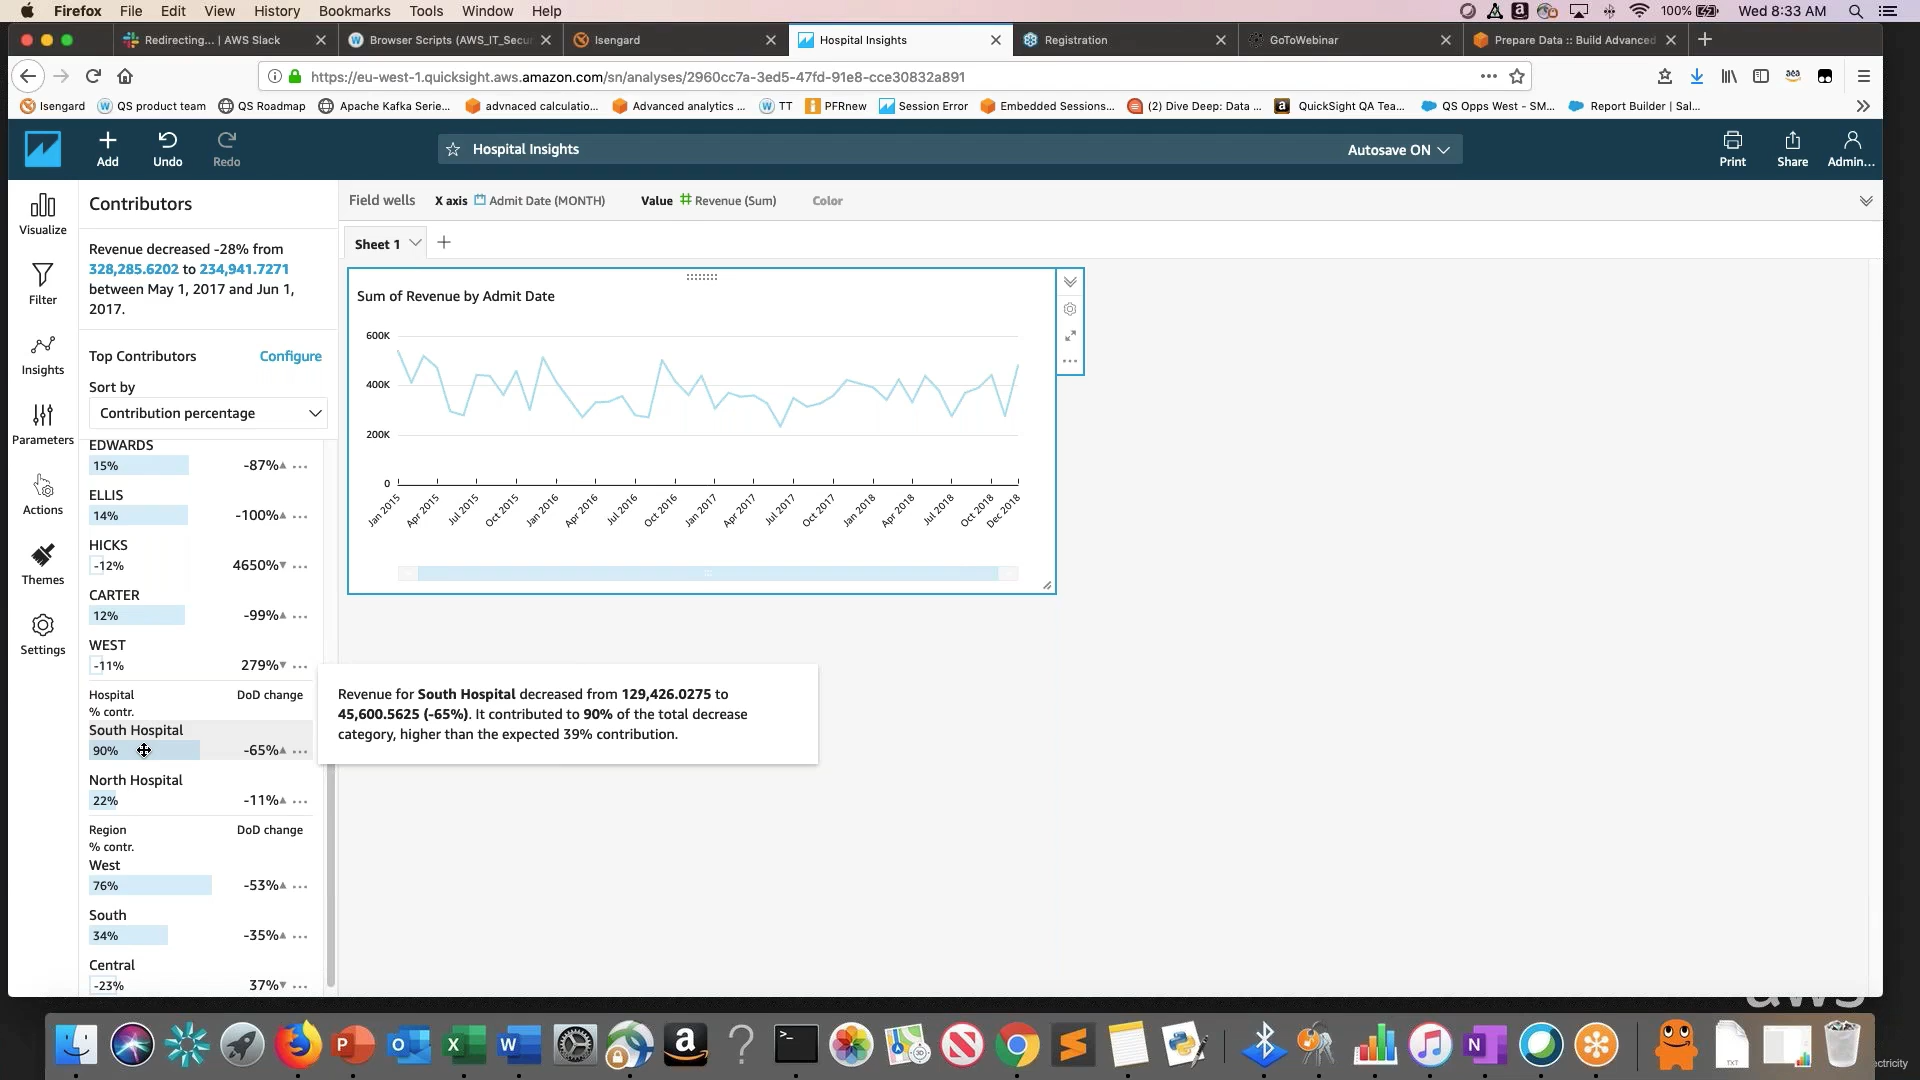 Firefox File Edit View History Bookmarks Tools Window Help 100% Wed 8:33 AM
Redirecting... | AWS Slack Browser Scripts (AWS_IT_Secur Isengard Hospital Insights Registration GoToWebinar Prepare Data :: Build Advanced
https://eu-west-1.quicksight.aws.amazon.com/sn/analyses/2960cc7a-3ed5-47fd-91e8-cce30832a891
Isengard QS product team QS Roadmap Apache Kafka Serie... advnaced calculatio... Advanced analytics ... TT PFRnew Session Error Embedded Sessions... (2) Dive Deep: Data ... QuickSight QA Tea... QS Opps West - SM... Report Builder | Sal...
Add Undo Redo Hospital Insights Autosave ON Print Share Admin...
Visualize
Filter
Insights
Parameters
Actions
Themes
Settings
Contributors
Revenue decreased -28% from
328,285.6202 to 234,941.7271
between May 1, 2017 and Jun 1,
2017.
Top Contributors Configure
Sort by
Contribution percentage
EDWARDS
15% -87%
ELLIS
14% -100%
HICKS
-12% 4650%
CARTER
12% -99%
WEST
-11% 279%
Hospital DoD change
% contr.
South Hospital
90% -65%
North Hospital
22% -11%
Region DoD change
% contr.
West
76% -53%
South
34% -35%
Central
-23% 37%
Field wells X axis Admit Date (MONTH) Value Revenue (Sum) Color
Sheet 1
Sum of Revenue by Admit Date
600K
400K
200K
0
Jan 2015 Apr 2015 Jul 2015 Oct 2015 Jan 2016 Apr 2016 Jul 2016 Oct 2016 Jan 2017 Apr 2017 Jul 2017 Oct 2017 Jan 2018 Apr 2018 Jul 2018 Oct 2018 Dec 2018
Revenue for South Hospital decreased from 129,426.0275 to
45,600.5625 (-65%). It contributed to 90% of the total decrease
category, higher than the expected 39% contribution.
aws